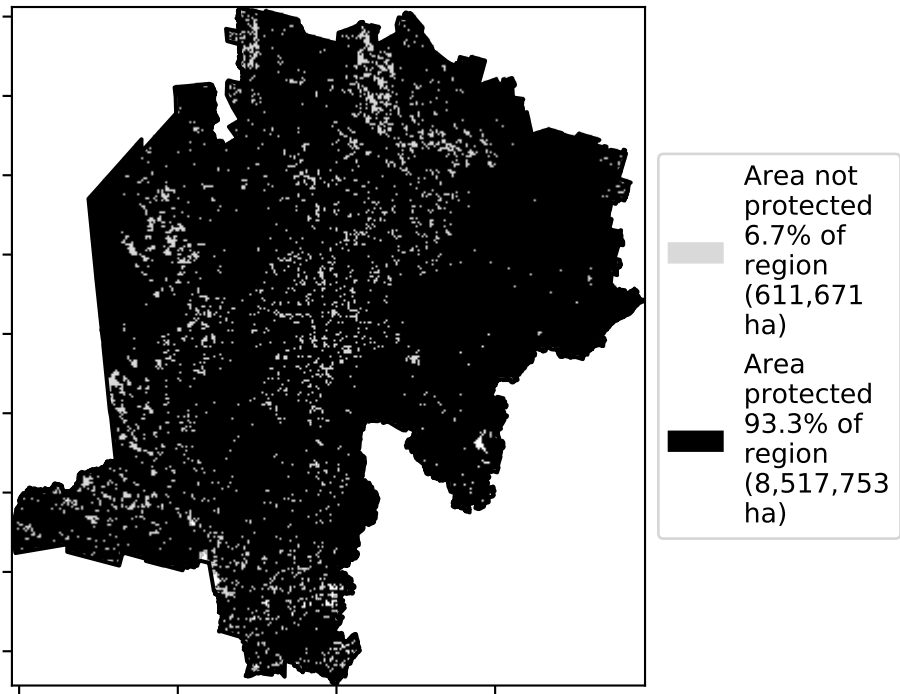 Area not
protected
6.7% of
region
(611,671
ha)
Area
protected
93.3% of
region
(8,517,753
ha)